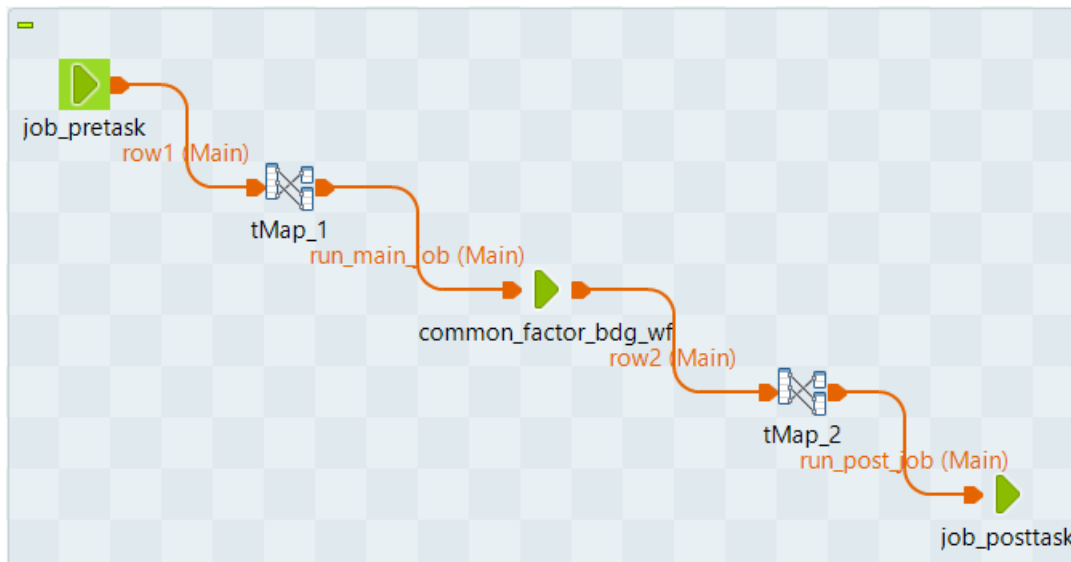 job_pretask
row1 (Main)
tMap_1
run_main_job (Main)
common_factor_bdg_wf
row2 (Main)
tMap_2
run_post_job (Main)
job_posttask